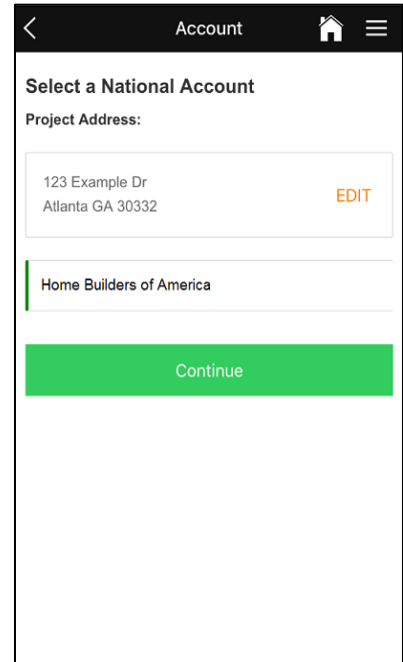 Account
Select a National Account
Project Address:
123 Example Dr
EDIT
Atlanta GA 30332
Home Builders of America
Continue